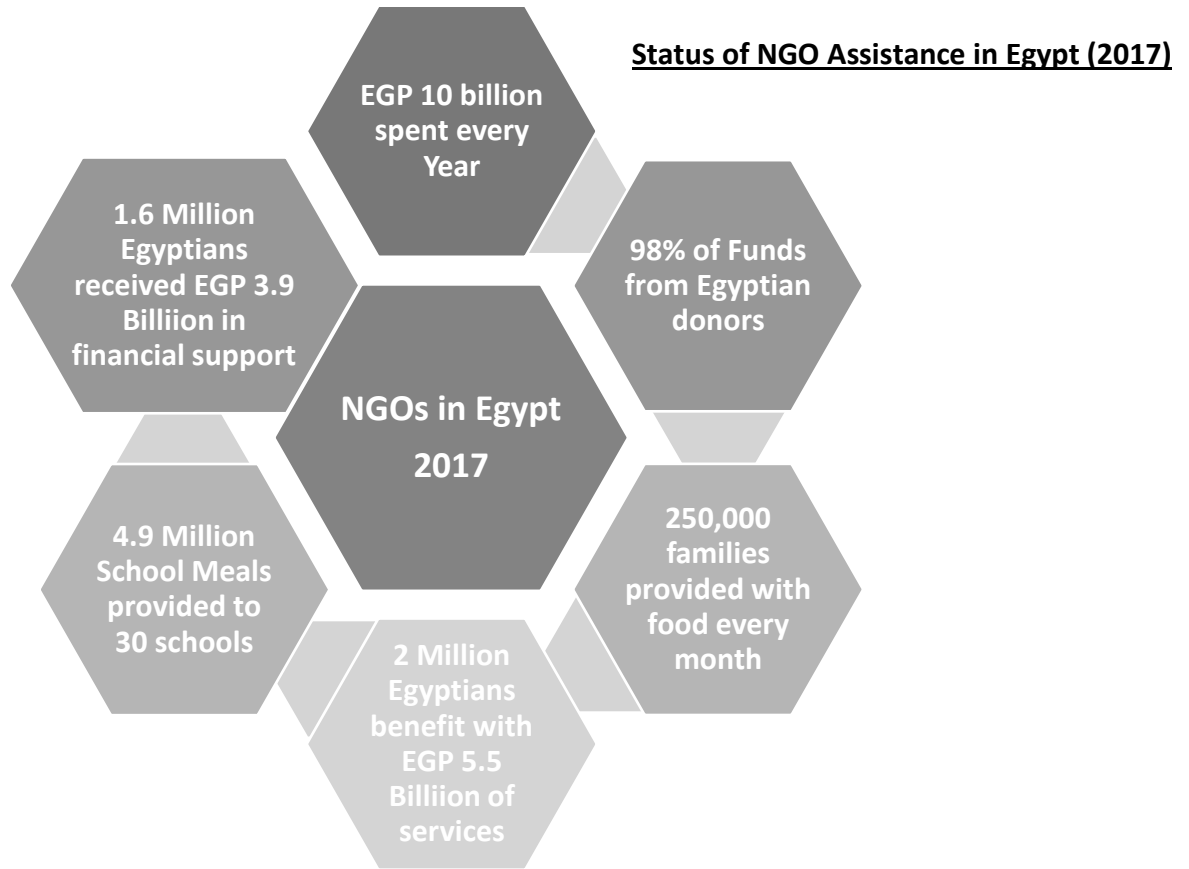 Status of NGO Assistance in Egypt (2017)
EGP 10 billion
spent every
Year
98% of Funds
from Egyptian
donors
250,000
families
provided with
food every
month
2 Million
Egyptians
benefit with
EGP 5.5
Billiion of
services
4.9 Million
School Meals
provided to
30 schools
1.6 Million
Egyptians
received EGP 3.9
Billiion in
financial support
NGOs in Egypt
2017